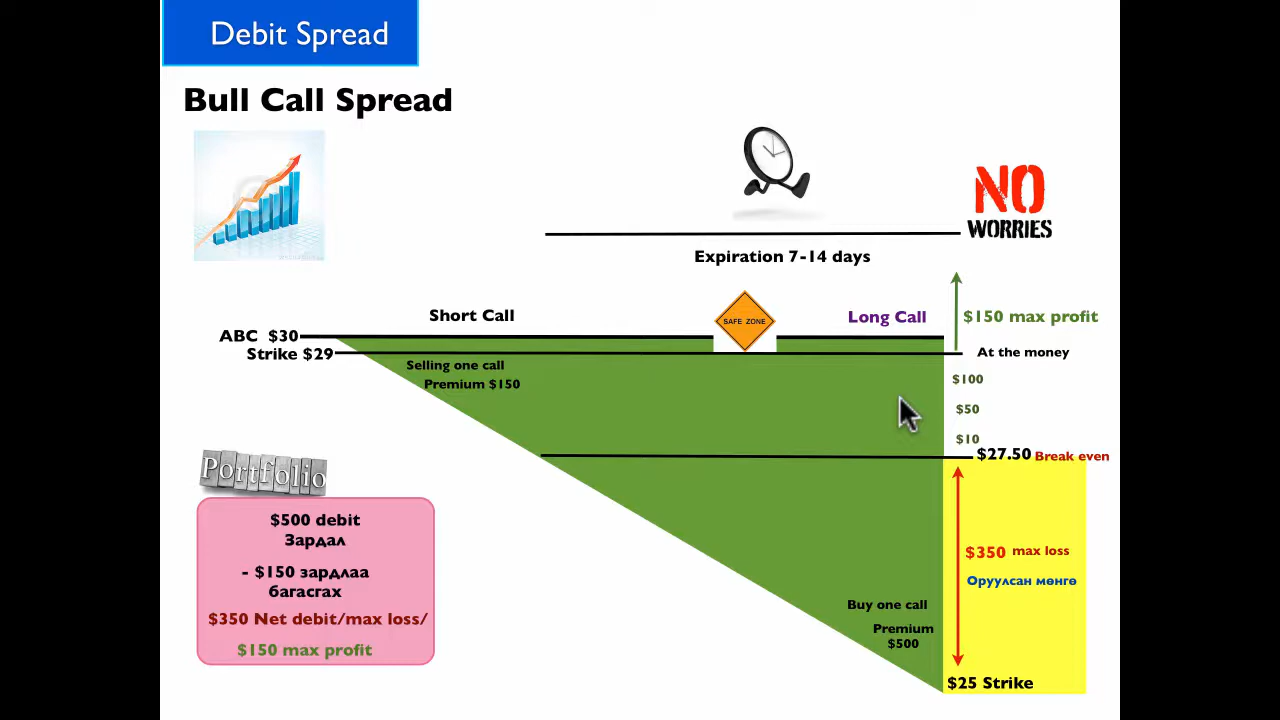 Debit Spread
Bull Call Spread
NO
WORRIES
Expiration 7-14 days
Short Call
SAFE ZONE
Long Call
$150 max profit
ABC $30
Strike $29
At the money
Selling one call
Premium $150
$100
$50
$10
$27.50 Break even
Portfolio
$500 debit
Зардал
- $150 зардлаа
багасгах
$350 Net debit/max loss/
$150 max profit
$350 max loss
Оруулсан мөнгө
Buy one call
Premium
$500
$25 Strike